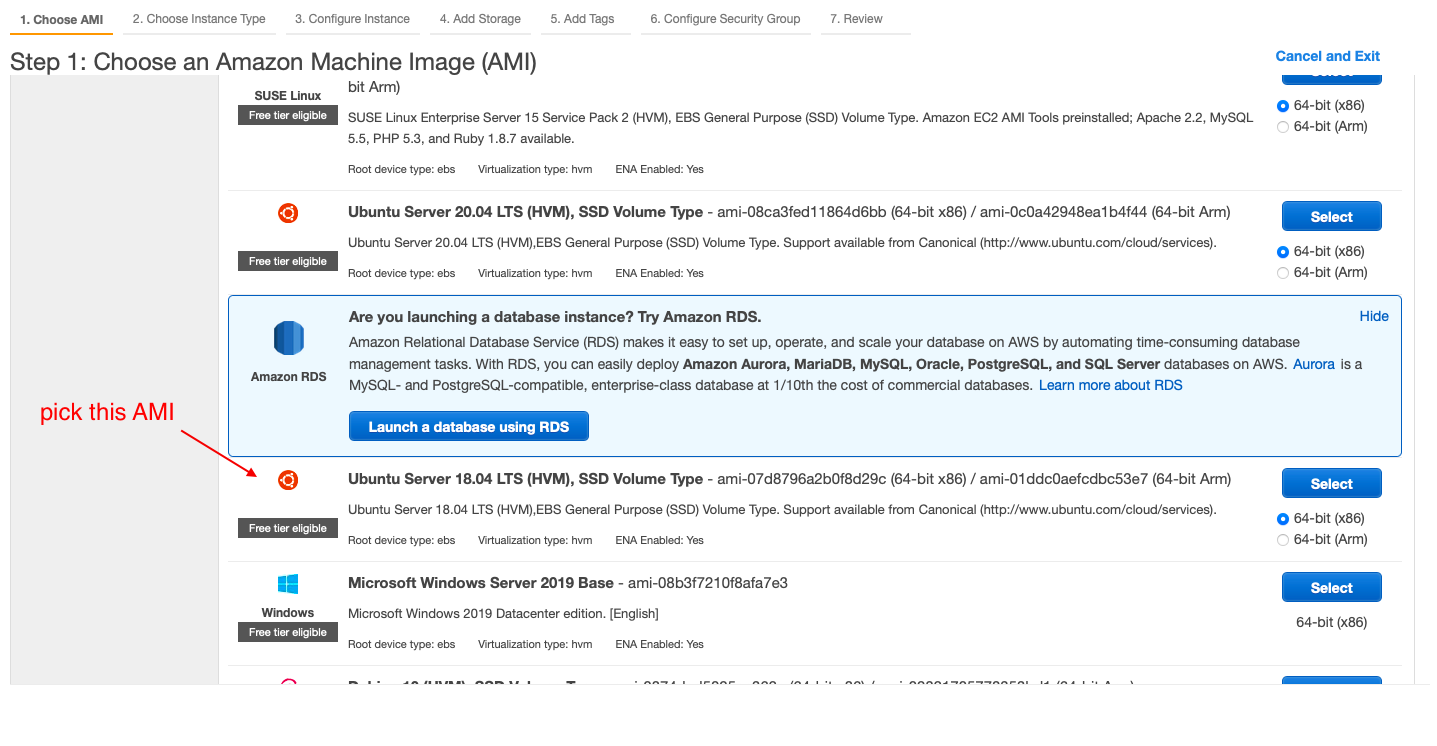 1. Choose AMI
2. Choose Instance Type
3. Configure Instance
4. Add Storage
5. Add Tags
6. Configure Security Group
7. Review
Step 1: Choose an Amazon Machine Image (AMI)
Cancel and Exit
SUSE Linux
Free tier eligible
bit Arm)
SUSE Linux Enterprise Server 15 Service Pack 2 (HVM), EBS General Purpose (SSD) Volume Type. Amazon EC2 AMI Tools preinstalled; Apache 2.2, MySQL
5.5, PHP 5.3, and Ruby 1.8.7 available.
Root device type: ebs Virtualization type: hvm ENA Enabled: Yes
64-bit (x86)
64-bit (Arm)
Free tier eligible
Ubuntu Server 20.04 LTS (HVM), SSD Volume Type - ami-08ca3fed11864d6bb (64-bit x86) / ami-0c0a42948ea1b4f44 (64-bit Arm)
Ubuntu Server 20.04 LTS (HVM),EBS General Purpose (SSD) Volume Type. Support available from Canonical (http://www.ubuntu.com/cloud/services).
Root device type: ebs Virtualization type: hvm ENA Enabled: Yes
Select
64-bit (x86)
64-bit (Arm)
Amazon RDS
Are you launching a database instance? Try Amazon RDS.
Hide
Amazon Relational Database Service (RDS) makes it easy to set up, operate, and scale your database on AWS by automating time-consuming database
management tasks. With RDS, you can easily deploy Amazon Aurora, MariaDB, MySQL, Oracle, PostgreSQL, and SQL Server databases on AWS. Aurora is a
MySQL- and PostgreSQL-compatible, enterprise-class database at 1/10th the cost of commercial databases. Learn more about RDS
Launch a database using RDS
pick this AMI
Free tier eligible
Ubuntu Server 18.04 LTS (HVM), SSD Volume Type - ami-07d8796a2b0f8d29c (64-bit x86) / ami-01ddc0aefcdbc53e7 (64-bit Arm)
Ubuntu Server 18.04 LTS (HVM),EBS General Purpose (SSD) Volume Type. Support available from Canonical (http://www.ubuntu.com/cloud/services).
Root device type: ebs Virtualization type: hvm ENA Enabled: Yes
Select
64-bit (x86)
64-bit (Arm)
Windows
Free tier eligible
Microsoft Windows Server 2019 Base - ami-08b3f7210f8afa7e3
Microsoft Windows 2019 Datacenter edition. [English]
Root device type: ebs Virtualization type: hvm ENA Enabled: Yes
Select
64-bit (x86)